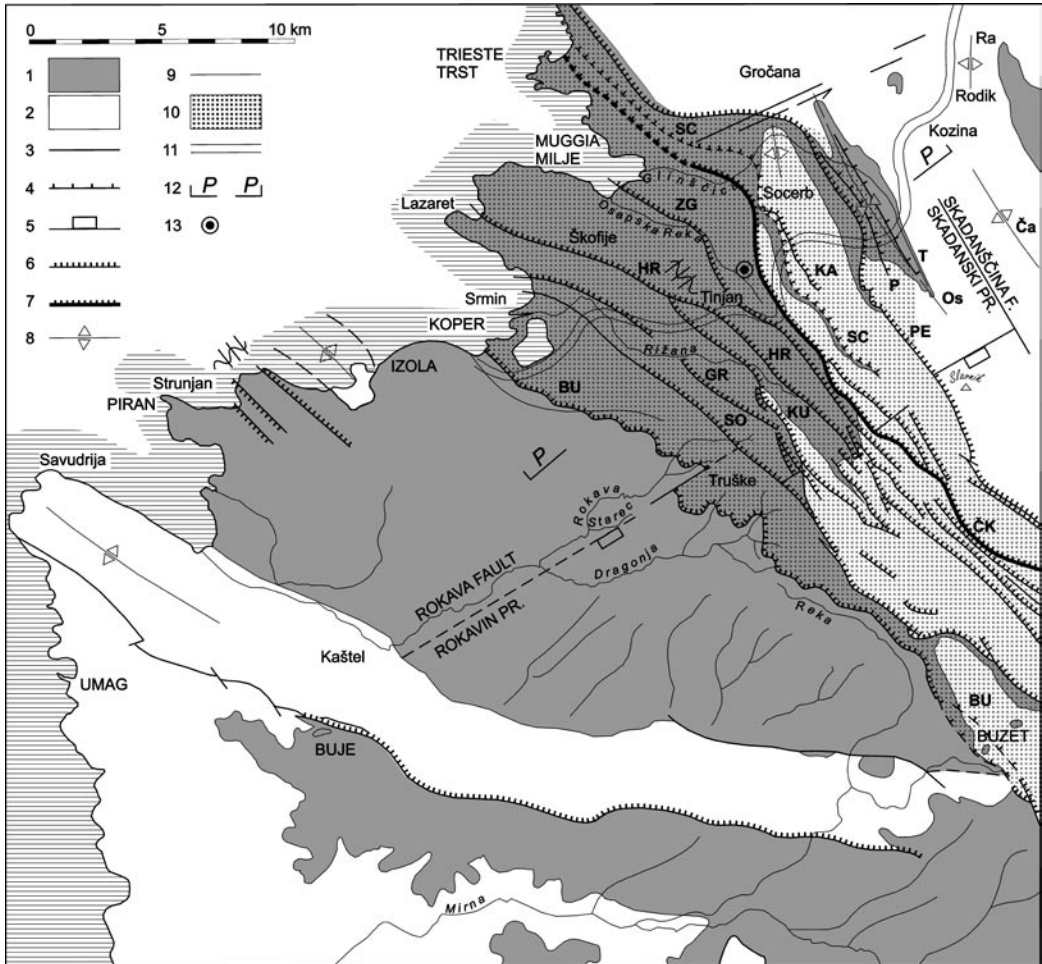 0 5 10 km
1
2
3
4
5
6
7
8
9
10
11
12 P P
13
TRIESTE
TRST
MUGGIA
MILJE
Lazaret
Gročana
Ra
Rodik
Kozina
P
SC
Glinščica
Socerb
ZG
Osapska Reka
Škofije
HR
Tinjan
KA
SKADANŠČINA F.
SKADANSKI PR.
Ča
T
P
Os
SC
PE
Slavnik
Srmin
KOPER
Rižana
HR
GR
KU
IZOLA
BU
SO
Strunjan
PIRAN
Savudrija
P
Truške
Rokava
Starec
Dragonja
Reka
ČK
ROKAVA FAULT
ROKAVIN PR.
Kaštel
UMAG
BUJE
BU
BUZET
Mirna